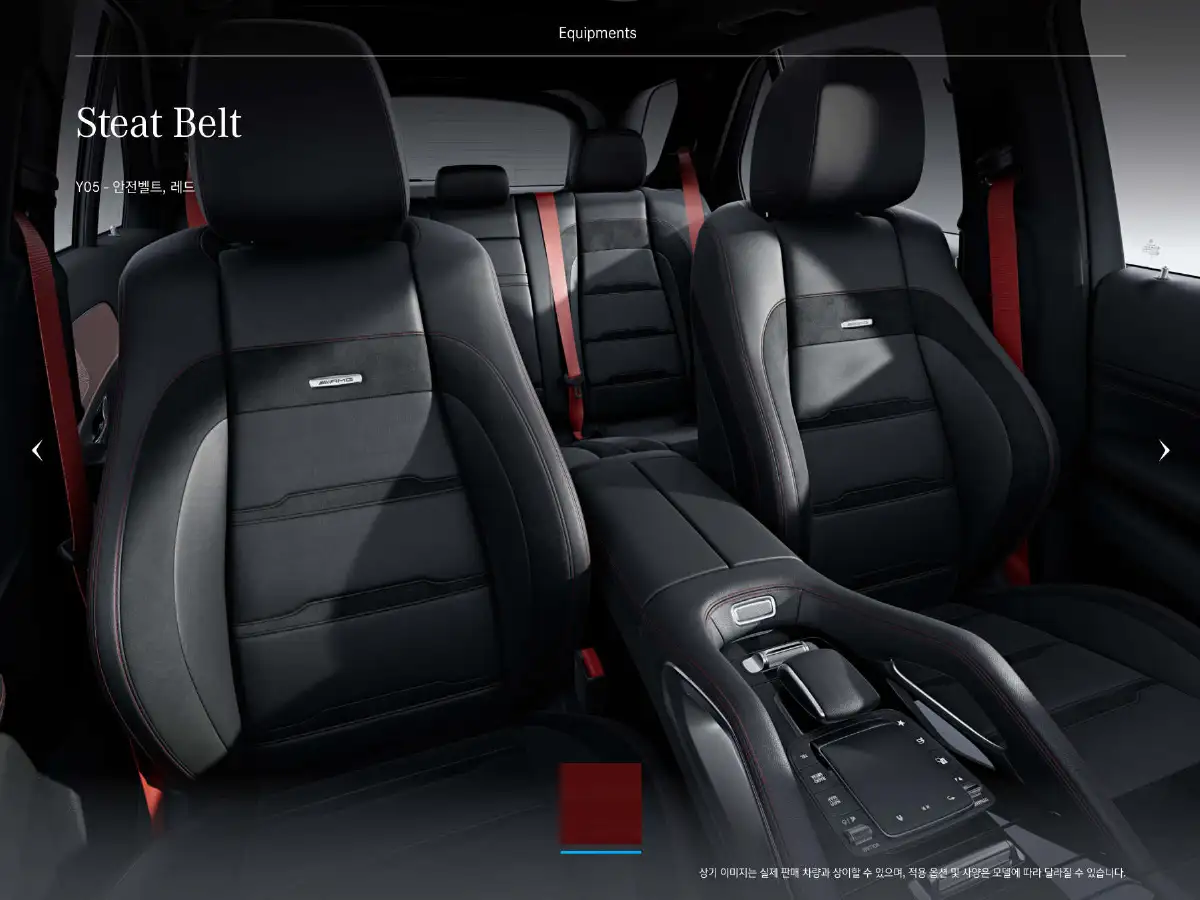 Equipments
Steat Belt
Y05 - 안전벨트, 레드
AMG
상기 이미지는 실제 판매 차량과 상이할 수 있으며, 적용 옵션 및 사양은 모델에 따라 달라질 수 있습니다.